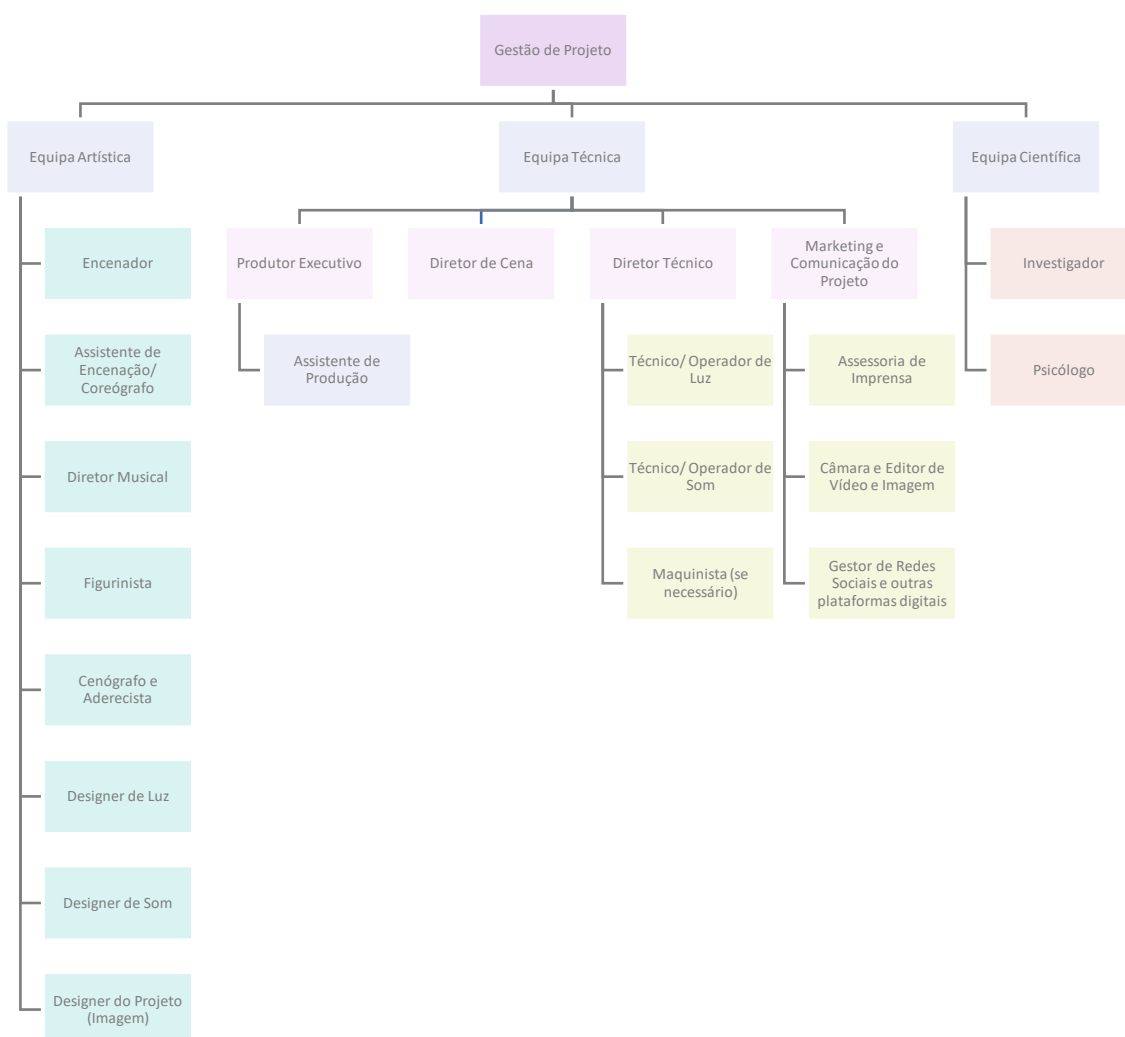 Gestão de Projeto
Equipa Artística
Equipa Técnica
Equipa Científica
Encenador
Produtor Executivo
Diretor de Cena
Diretor Técnico
Marketing e
Comunicação do
Projeto
Investigador
Assistente de
Encenação/
Coreógrafo
Assistente de
Produção
Técnico/ Operador de
Luz
Assessoria de
Imprensa
Psicólogo
Diretor Musical
Técnico/ Operador de
Som
Câmara e Editor de
Vídeo e Imagem
Figurinista
Maquinista (se
necessário)
Gestor de Redes
Sociais e outras
plataformas digitais
Cenógrafo e
Aderecista
Designer de Luz
Designer de Som
Designer do Projeto
(Imagem)